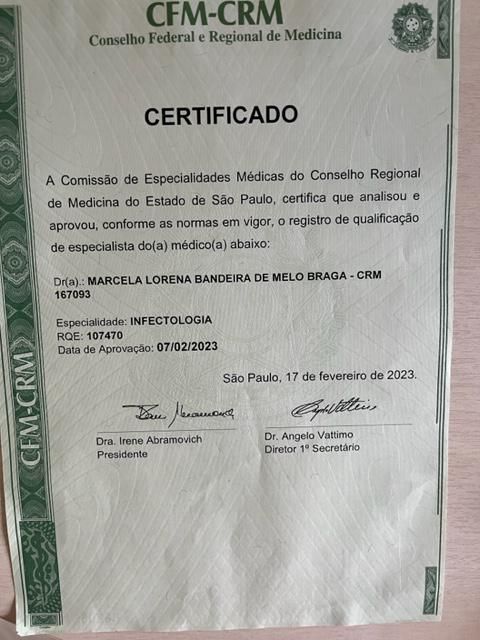 CFM-CRM
Conselho Federal e Regional de Medicina
CERTIFICADO
A Comissão de Especialidades Médicas do Conselho Regional
de Medicina do Estado de São Paulo, certifica que analisou e
aprovou, conforme as normas em vigor, o registro de qualificação
de especialista do(a) médico(a) abaixo:
Dr(a).: MARCELA LORENA BANDEIRA DE MELO BRAGA - CRM
167093
Especialidade: INFECTOLOGIA
RQE: 107470
Data de Aprovação: 07/02/2023
São Paulo, 17 de fevereiro de 2023.
Dra. Irene Abramovich
Presidente
Dr. Angelo Vattimo
Diretor 1º Secretário
CFM-CRM